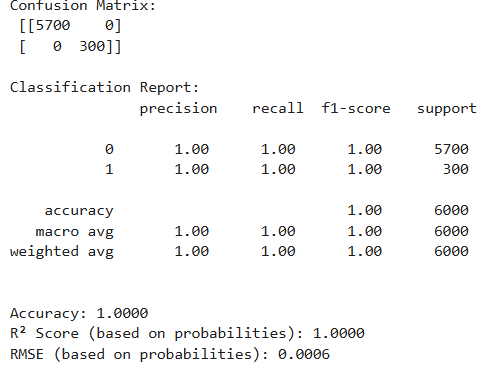 Confusion Matrix:
[[5700 0]
[ 0 300]]
Classification Report:
precision recall f1-score support
0 1.00 1.00 1.00 5700
1 1.00 1.00 1.00 300
accuracy 1.00 6000
macro avg 1.00 1.00 1.00 6000
weighted avg 1.00 1.00 1.00 6000
Accuracy: 1.0000
R² Score (based on probabilities): 1.0000
RMSE (based on probabilities): 0.0006